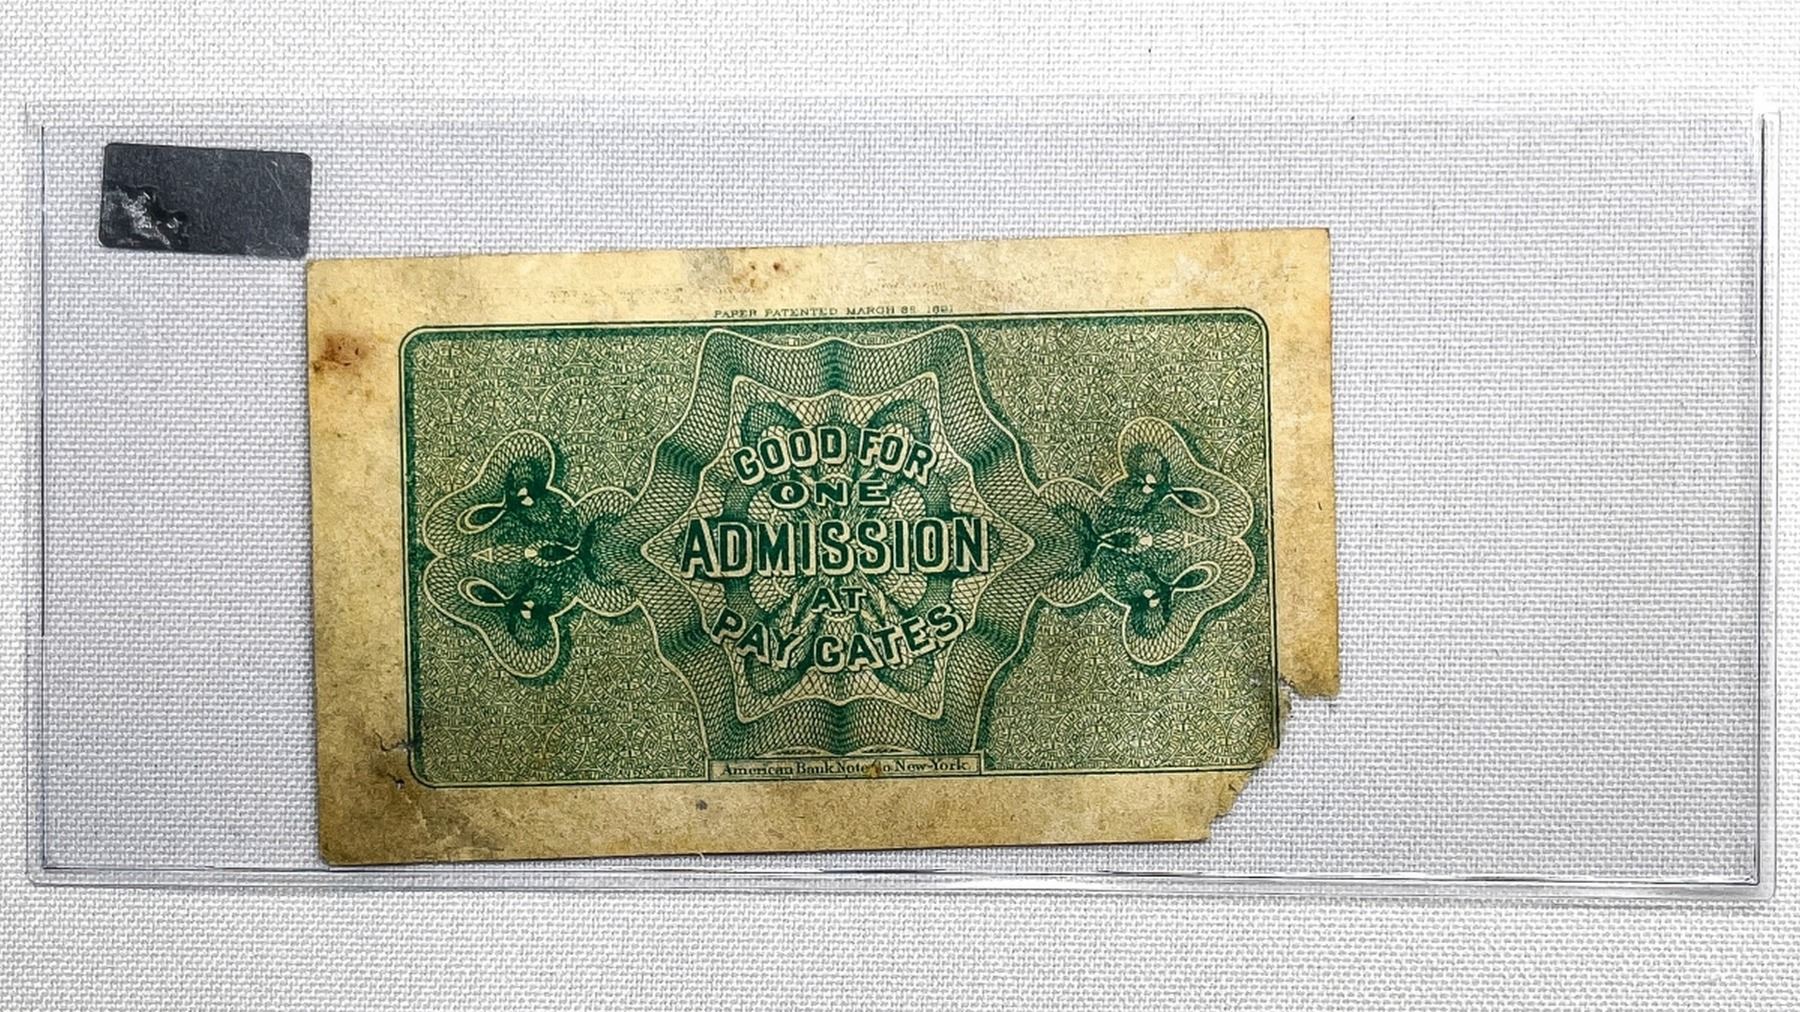 PAPER PATENTED MARCH
GOOD FOR
ONE
ADMISSION
AT
PAY GATES
American Bank Note Co New-York.